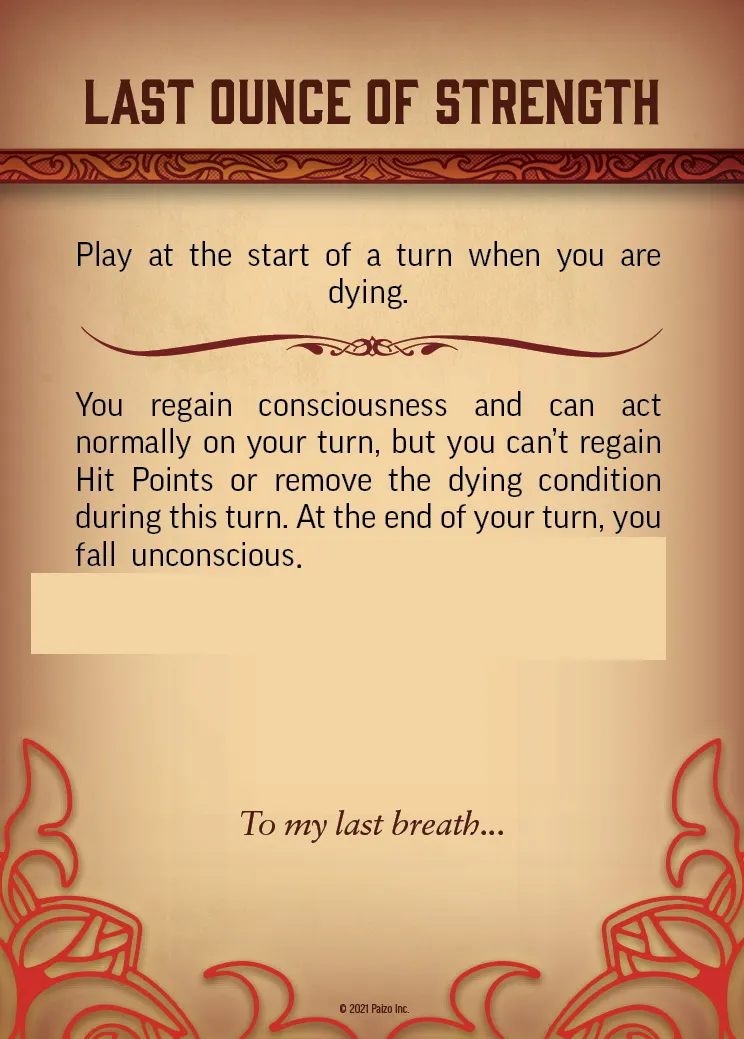 LAST OUNCE OF STRENGTH
Play at the start of a turn when you are
dying.
You regain consciousness and can act
normally on your turn, but you can’t regain
Hit Points or remove the dying condition
during this turn. At the end of your turn, you
fall unconscious.
To my last breath...
© 2021 Paizo Inc.